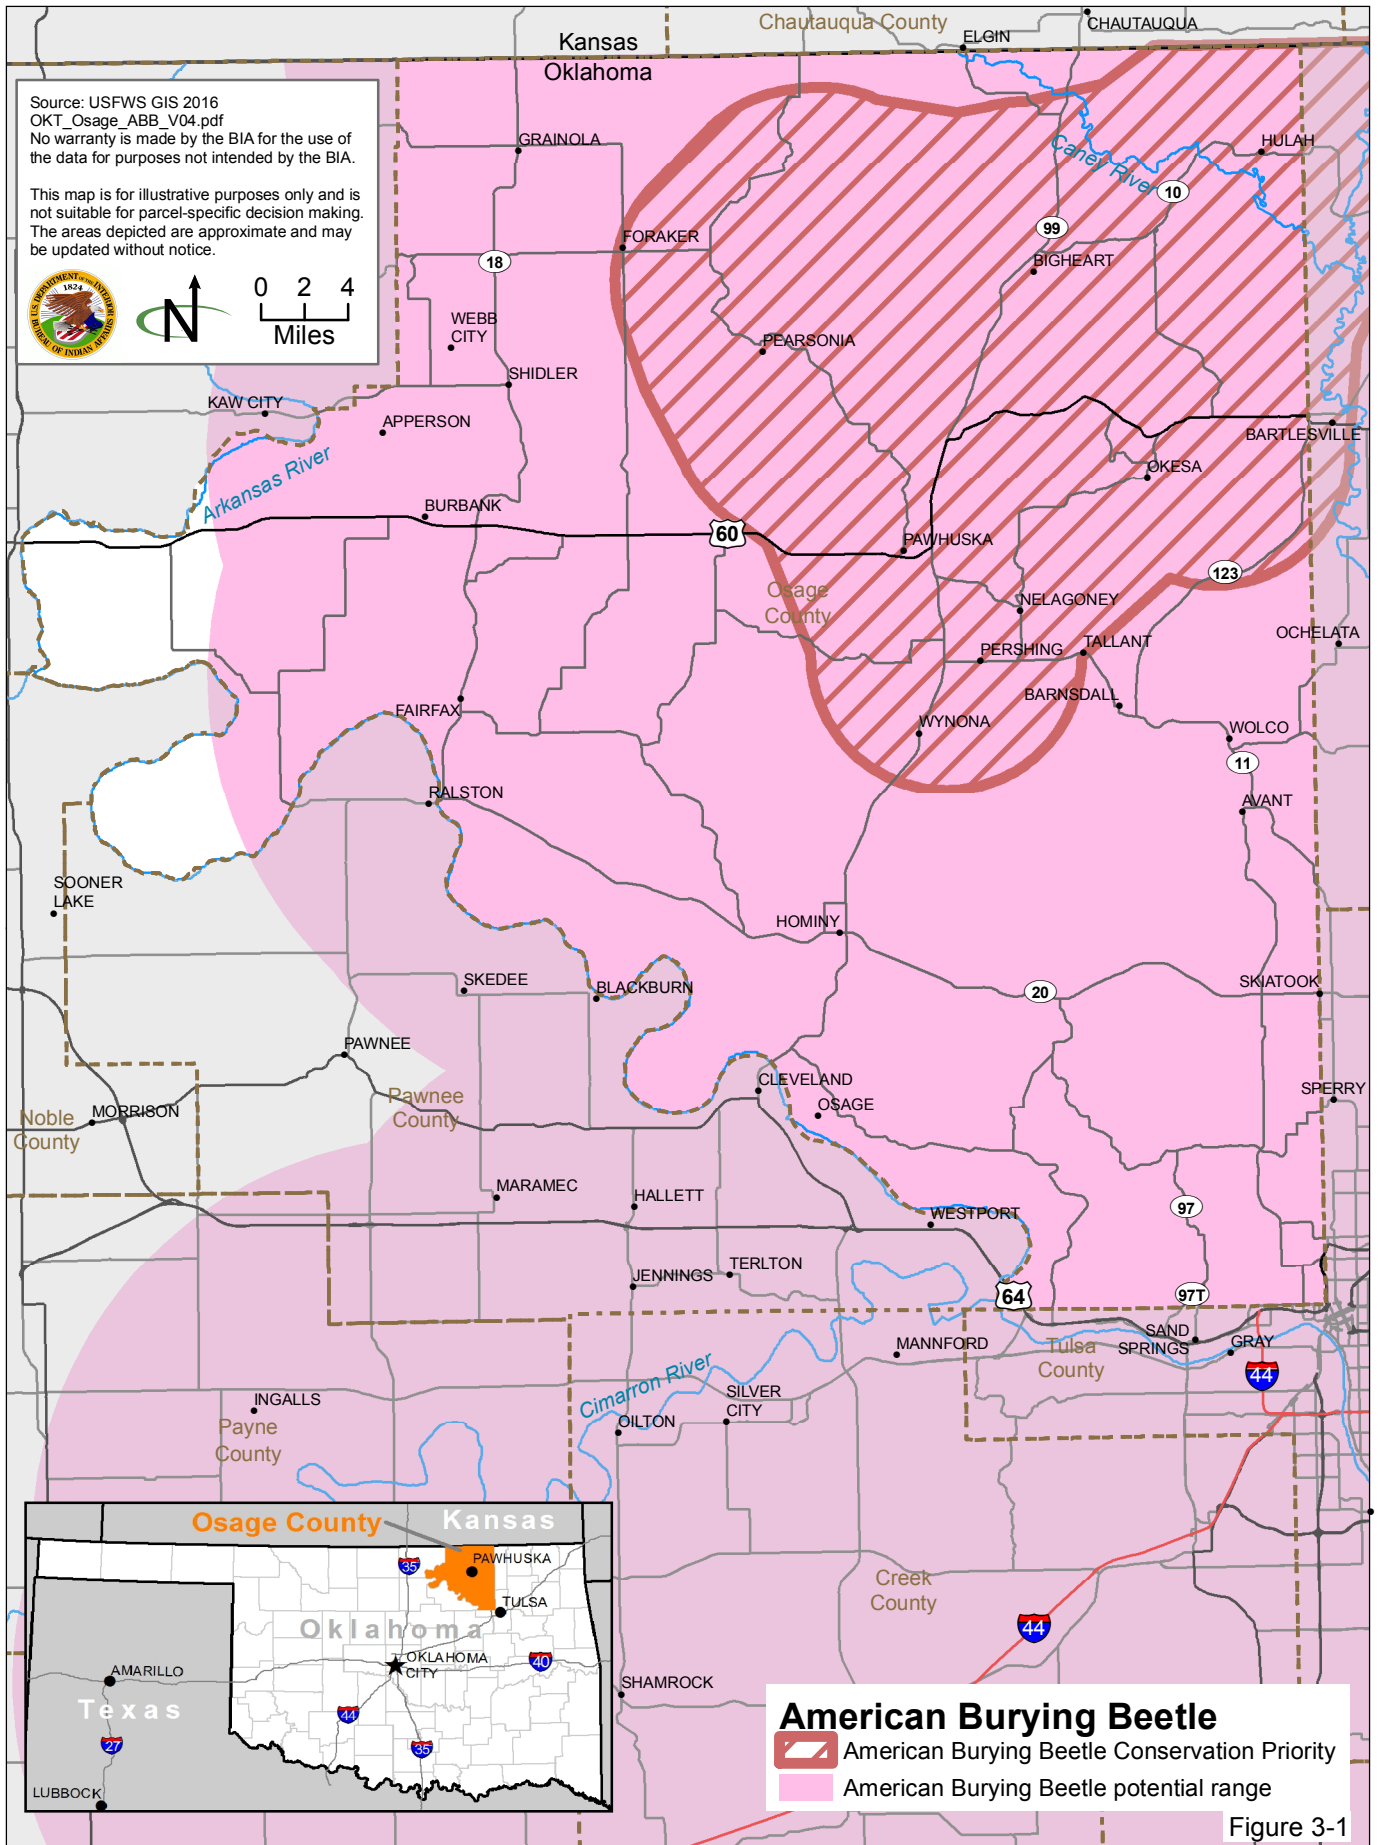 Chautauqua County
CHAUTAUQUA
ELGIN
Kansas
Oklahoma
Source: USFWS GIS 2016
OKT_Osage_ABB_V04.pdf
No warranty is made by the BIA for the use of
the data for purposes not intended by the BIA.
This map is for illustrative purposes only and is
not suitable for parcel-specific decision making.
The areas depicted are approximate and may
be updated without notice.
U.S. DEPARTMENT OF THE INTERIOR
1824
BUREAU OF INDIAN AFFAIRS
N
0 2 4
Miles
GRAINOLA
HULAH
Caney River
10
99
FORAKER
18
BIGHEART
WEBB
CITY
PEARSONIA
SHIDLER
KAW CITY
APPERSON
BARTLESVILLE
Arkansas River
OKESA
BURBANK
60
PAWHUSKA
123
Osage
County
NELAGONEY
OCHELATA
TALLANT
PERSHING
BARNSDALL
FAIRFAX
WYNONA
WOLCO
11
RALSTON
AVANT
SOONER
LAKE
HOMINY
SKEDEE
BLACKBURN
20
SKIATOOK
PAWNEE
CLEVELAND
OSAGE
SPERRY
Pawnee
County
Noble
County
MORRISON
MARAMEC
HALLETT
97
WESTPORT
TERLTON
JENNINGS
64
97T
MANNFORD
Tulsa
County
SAND
SPRINGS
GRAY
44
Cimarron River
INGALLS
SILVER
CITY
OILTON
Payne
County
Osage County
Kansas
35
PAWHUSKA
TULSA
Oklahoma
OKLAHOMA
CITY
40
AMARILLO
Texas
44
35
27
LUBBOCK
Creek
County
44
SHAMROCK
American Burying Beetle
American Burying Beetle Conservation Priority
American Burying Beetle potential range
Figure 3-1